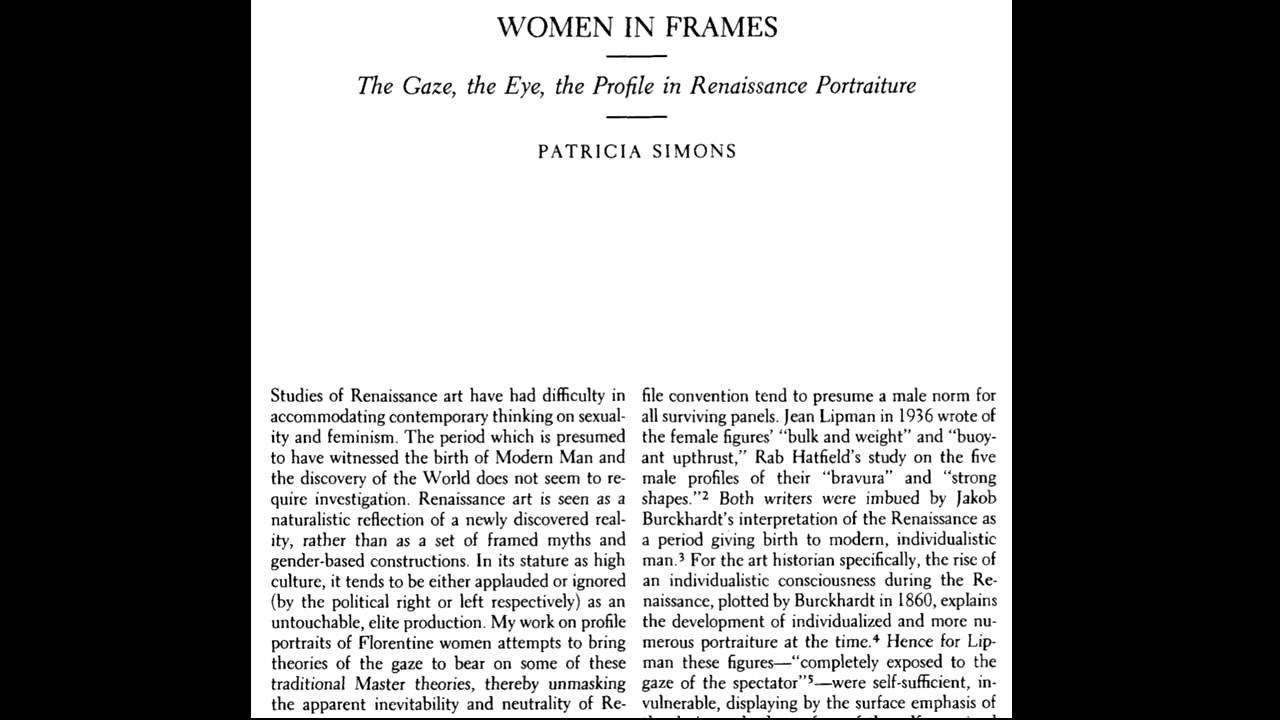 WOMEN IN FRAMES
The Gaze, the Eye, the Profile in Renaissance Portraiture
PATRICIA SIMONS
Studies of Renaissance art have had difficulty in
accommodating contemporary thinking on sexual-
ity and feminism. The period which is presumed
to have witnessed the birth of Modern Man and
the discovery of the World does not seem to re-
quire investigation. Renaissance art is seen as a
naturalistic reflection of a newly discovered real-
ity, rather than as a set of framed myths and
gender-based constructions. In its stature as high
culture, it tends to be either applauded or ignored
(by the political right or left respectively) as an
untouchable, elite production. My work on profile
portraits of Florentine women attempts to bring
theories of the gaze to bear on some of these
traditional Master theories, thereby unmasking
the apparent inevitability and neutrality of Re-
file convention tend to presume a male norm for
all surviving panels. Jean Lipman in 1936 wrote of
the female figures' “bulk and weight” and “buoy-
ant upthrust,” Rab Hatfield's study on the five
male profiles of their “bravura” and “strong
shapes.”² Both writers were imbued by Jakob
Burckhardt's interpretation of the Renaissance as
a period giving birth to modern, individualistic
man.³ For the art historian specifically, the rise of
an individualistic consciousness during the Re-
naissance, plotted by Burckhardt in 1860, explains
the development of individualized and more nu-
merous portraiture at the time.⁴ Hence for Lip-
man these figures—“completely exposed to the
gaze of the spectator”⁵—were self-sufficient, in-
vulnerable, displaying by the surface emphasis of